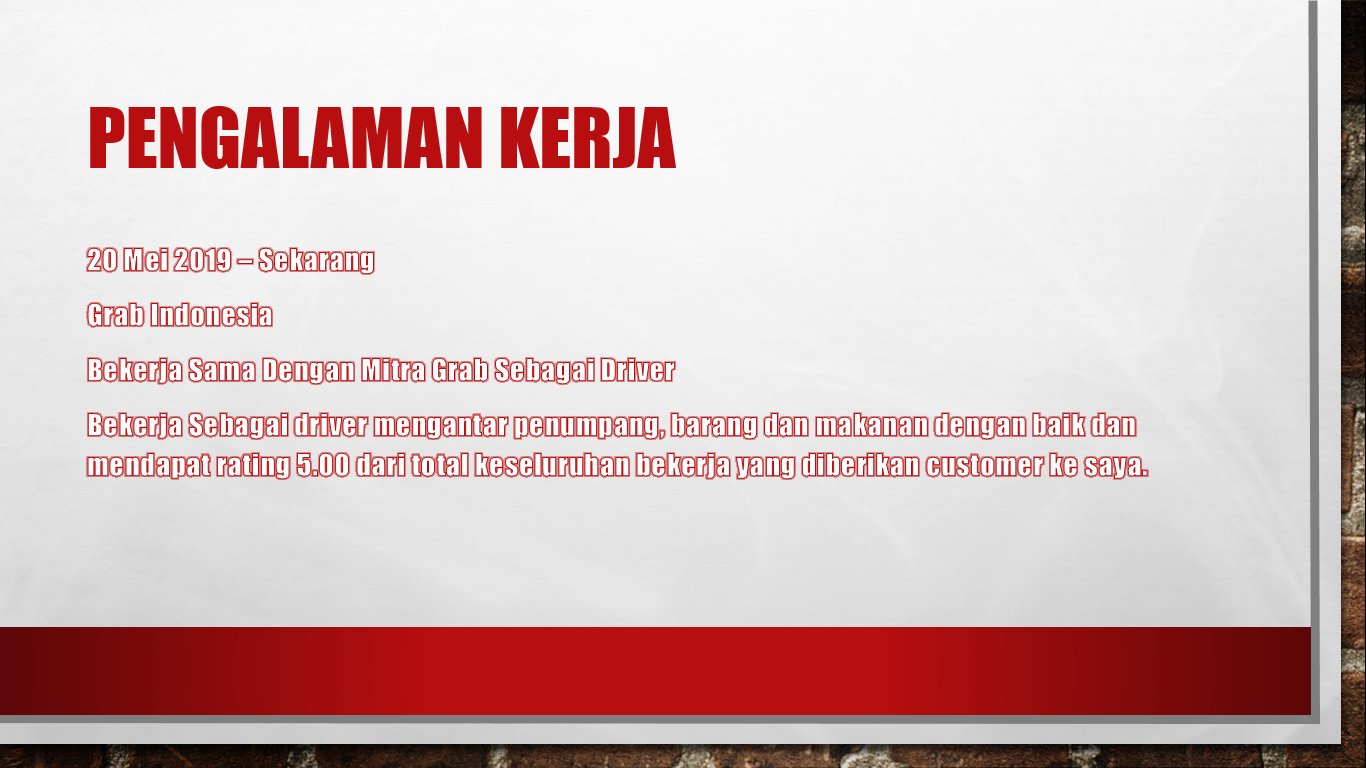 PENGALAMAN KERJA
20 Mei 2019 – Sekarang
Grab Indonesia
Bekerja Sama Dengan Mitra Grab Sebagai Driver
Bekerja Sebagai driver mengantar penumpang, barang dan makanan dengan baik dan
mendapat rating 5.00 dari total keseluruhan bekerja yang diberikan customer ke saya.